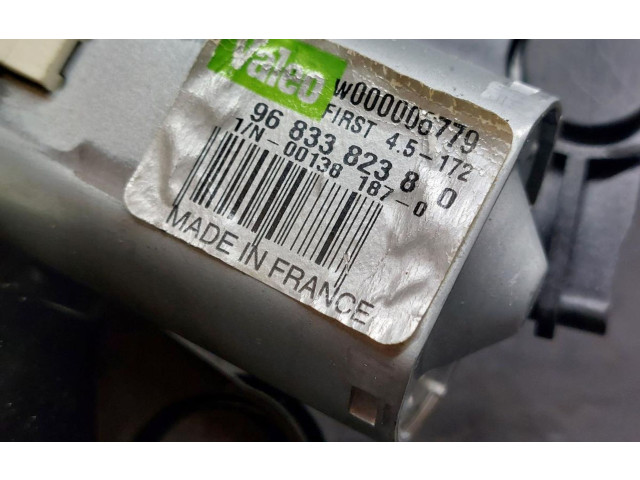 Valeo
W000006779
FIRST 4.5-172
96 833 823 8 0
1/N-00138 187-0
MADE IN FRANCE